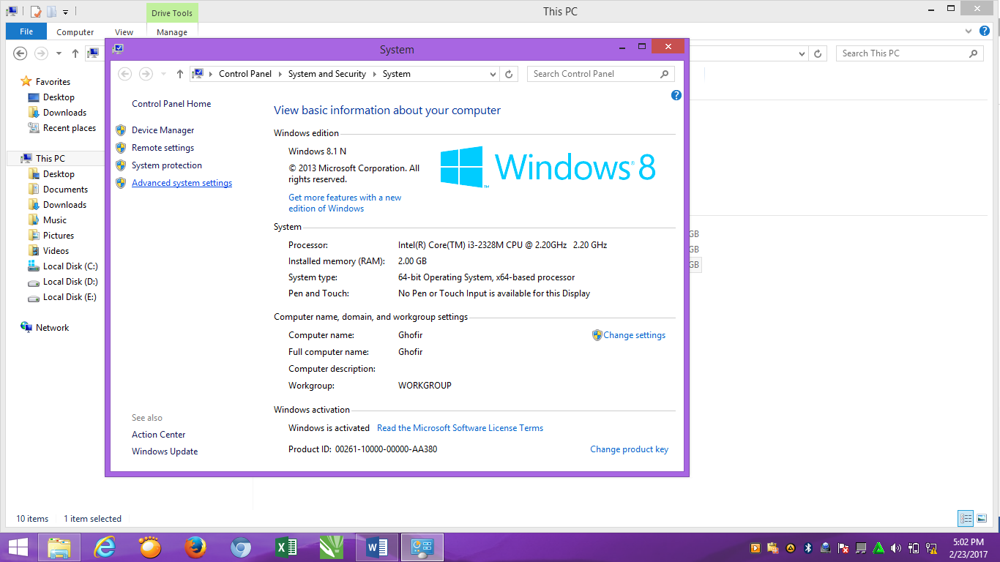 Drive Tools
This PC
File
Computer
View
Manage
Search This PC
Favorites
Desktop
Downloads
Recent places
This PC
Desktop
Documents
Downloads
Music
Pictures
Videos
Local Disk (C:)
Local Disk (D:)
Local Disk (E:)
Network
System
Control Panel
System and Security
System
Search Control Panel
Control Panel Home
Device Manager
Remote settings
System protection
Advanced system settings
See also
Action Center
Windows Update
View basic information about your computer
Windows edition
Windows 8.1 N
© 2013 Microsoft Corporation. All
rights reserved.
Get more features with a new
edition of Windows
Windows® 8
™
System
Processor: Intel(R) Core(TM) i3-2328M CPU @ 2.20GHz 2.20 GHz
Installed memory (RAM): 2.00 GB
System type: 64-bit Operating System, x64-based processor
Pen and Touch: No Pen or Touch Input is available for this Display
Computer name, domain, and workgroup settings
Computer name: Ghofir
Change settings
Full computer name: Ghofir
Computer description:
Workgroup: WORKGROUP
Windows activation
Windows is activated Read the Microsoft Software License Terms
Product ID: 00261-10000-00000-AA380
Change product key
GB
GB
GB
10 items
1 item selected
5:02 PM
2/23/2017